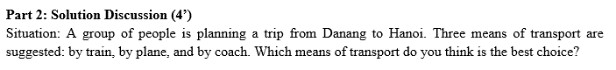 Part 2: Solution Discussion (4’)
Situation: A group of people is planning a trip from Danang to Hanoi. Three means of transport are
suggested: by train, by plane, and by coach. Which means of transport do you think is the best choice?